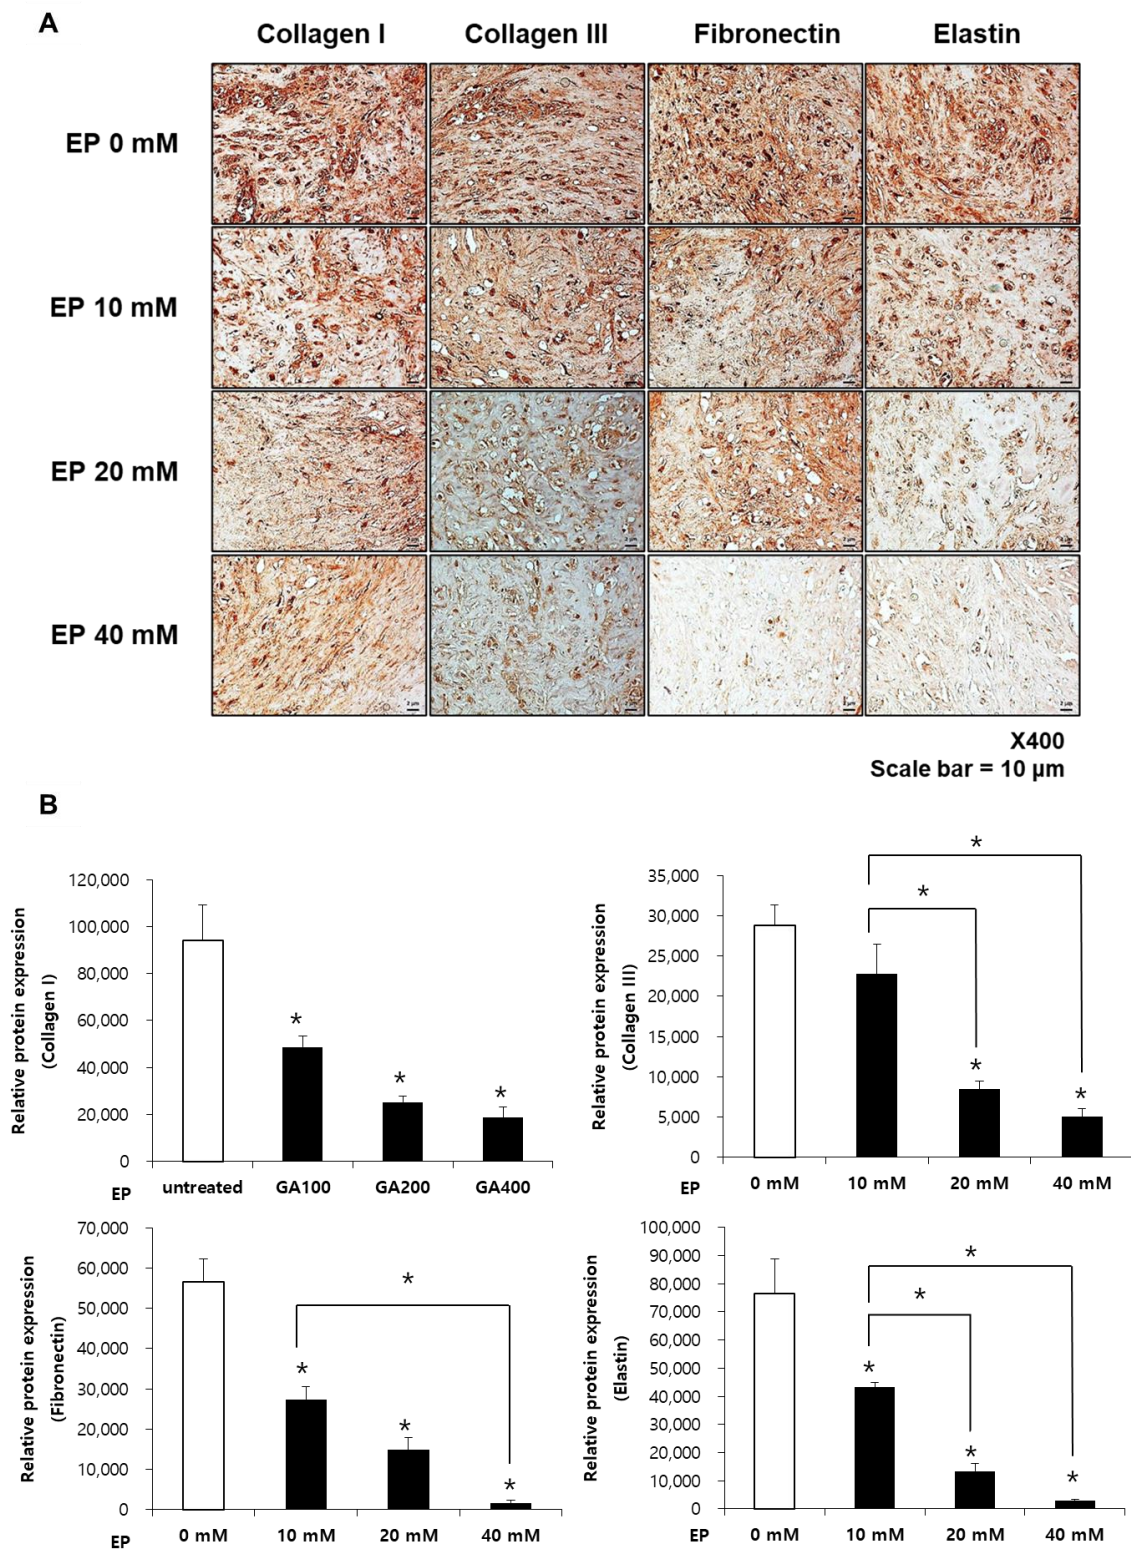 A
Collagen I Collagen III Fibronectin Elastin
EP 0 mM
EP 10 mM
EP 20 mM
EP 40 mM
X400
Scale bar = 10 µm
B
Relative protein expression
(Collagen I)
120,000
100,000
80,000
60,000
40,000
20,000
0
* * *
EP untreated GA100 GA200 GA400
Relative protein expression
(Collagen III)
35,000
30,000
25,000
20,000
15,000
10,000
5,000
0
*
*
* *
EP 0 mM 10 mM 20 mM 40 mM
Relative protein expression
(Fibronectin)
70,000
60,000
50,000
40,000
30,000
20,000
10,000
0
*
* * *
EP 0 mM 10 mM 20 mM 40 mM
Relative protein expression
(Elastin)
100,000
90,000
80,000
70,000
60,000
50,000
40,000
30,000
20,000
10,000
0
*
*
* * *
EP 0 mM 10 mM 20 mM 40 mM